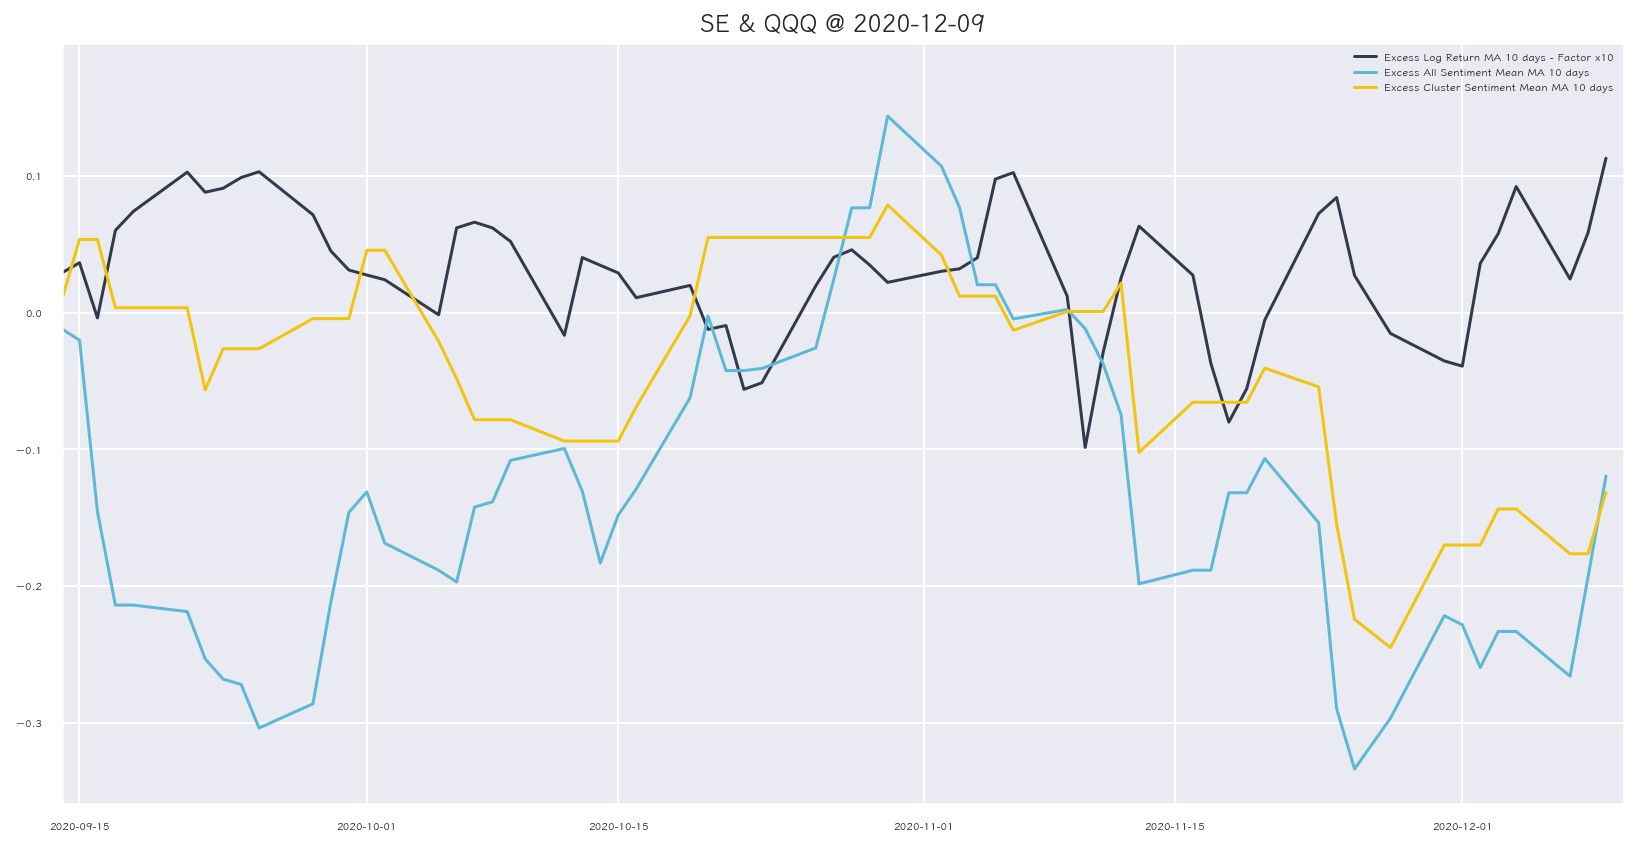 SE & QQQ @ 2020-12-09
Excess Log Return MA 10 days - Factor x10
Excess All Sentiment Mean MA 10 days
Excess Cluster Sentiment Mean MA 10 days
0.1
0.0
−0.1
−0.2
−0.3
2020-09-15 2020-10-01 2020-10-15 2020-11-01 2020-11-15 2020-12-01